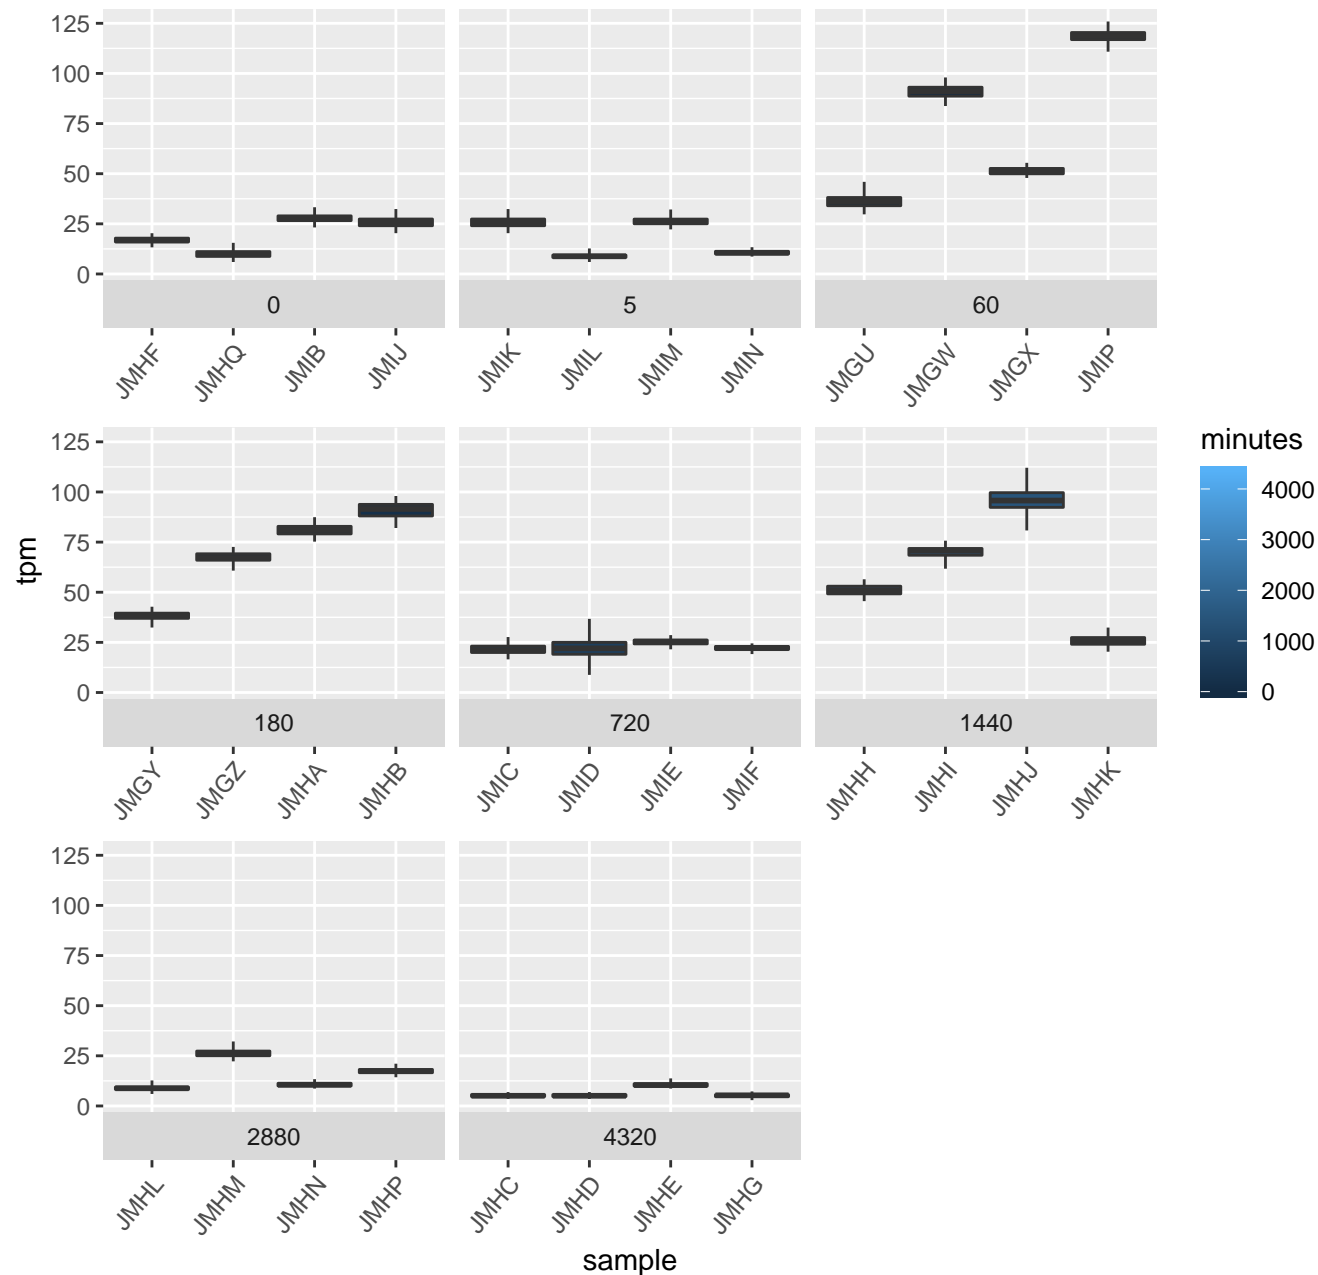 125
100
75
50
25
0
0
5
60
JMHF
JMHQ
JMIB
JMIJ
JMIK
JMIL
JMIM
JMIN
JMGU
JMGW
JMGX
JMIP
tpm
125
100
75
50
25
0
180
720
1440
JMGY
JMGZ
JMHA
JMHB
JMIC
JMID
JMIE
JMIF
JMHH
JMHI
JMHJ
JMHK
minutes
4000
3000
2000
1000
0
125
100
75
50
25
0
2880
4320
JMHL
JMHM
JMHN
JMHP
JMHC
JMHD
JMHE
JMHG
sample